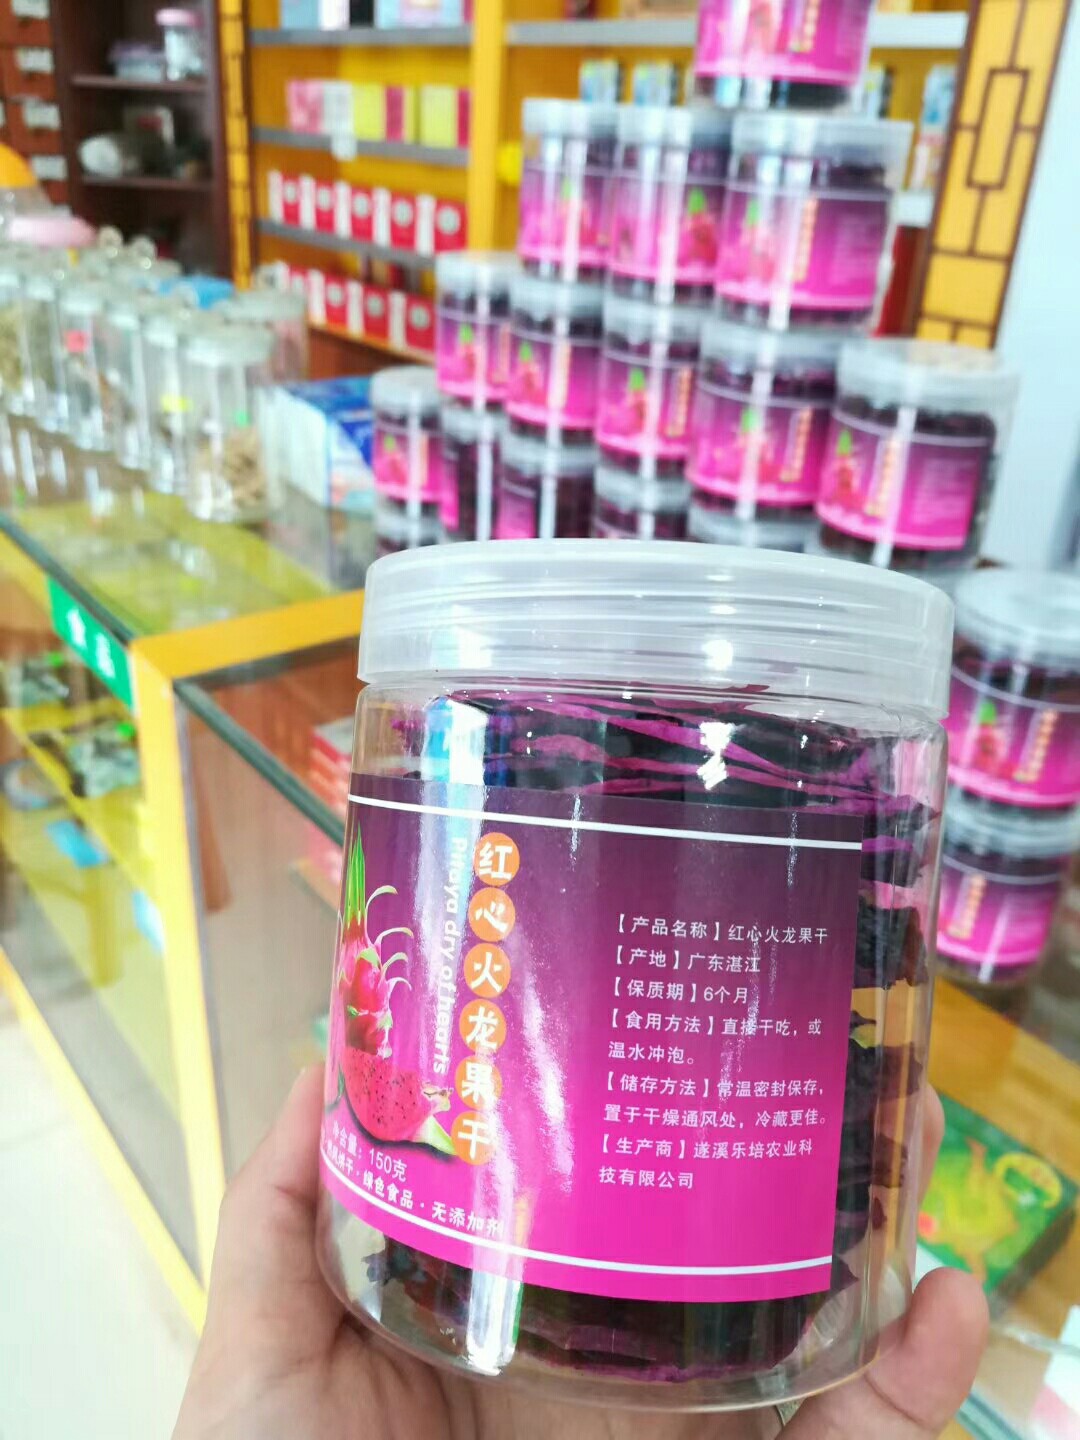 红心火龙果干
Pitaya dry of hearts
【产品名称】红心火龙果干
【产地】广东湛江
【保质期】6个月
【食用方法】直接干吃，或
温水冲泡。
【储存方法】常温密封保存，
置于干燥通风处，冷藏更佳。
【生产商】遂溪乐培农业科
技有限公司
净含量：150克
烘干·绿色食品·无添加剂
食品